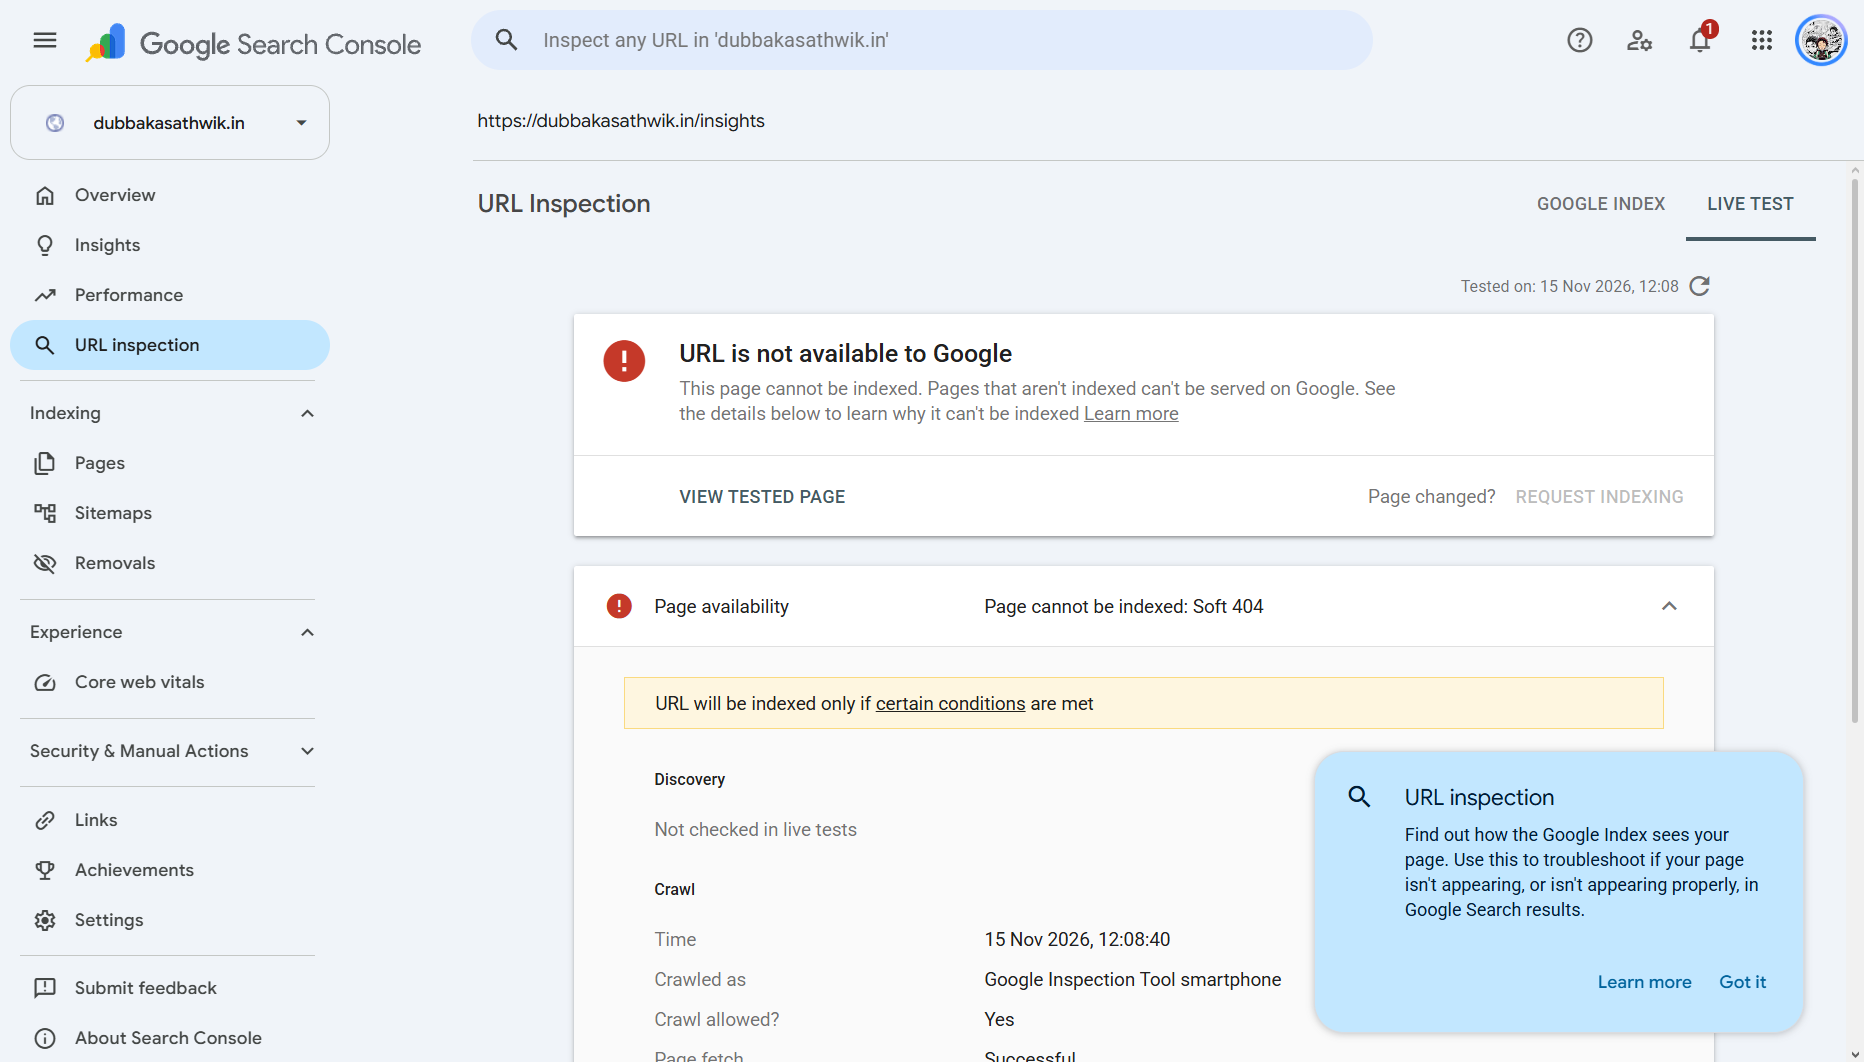 Google Search Console
Inspect any URL in 'dubbakasathwik.in'
1
dubbakasathwik.in
https://dubbakasathwik.in/insights
Overview
Insights
Performance
URL inspection
Indexing
Pages
Sitemaps
Removals
Experience
Core web vitals
Security & Manual Actions
Links
Achievements
Settings
Submit feedback
About Search Console
URL Inspection
GOOGLE INDEX
LIVE TEST
Tested on: 15 Nov 2026, 12:08
URL is not available to Google
This page cannot be indexed. Pages that aren't indexed can't be served on Google. See
the details below to learn why it can't be indexed Learn more
VIEW TESTED PAGE
Page changed?
REQUEST INDEXING
Page availability
Page cannot be indexed: Soft 404
URL will be indexed only if certain conditions are met
Discovery
Not checked in live tests
Crawl
Time
15 Nov 2026, 12:08:40
Crawled as
Google Inspection Tool smartphone
Crawl allowed?
Yes
Page fetch
Successful
URL inspection
Find out how the Google Index sees your
page. Use this to troubleshoot if your page
isn't appearing, or isn't appearing properly, in
Google Search results.
Learn more
Got it